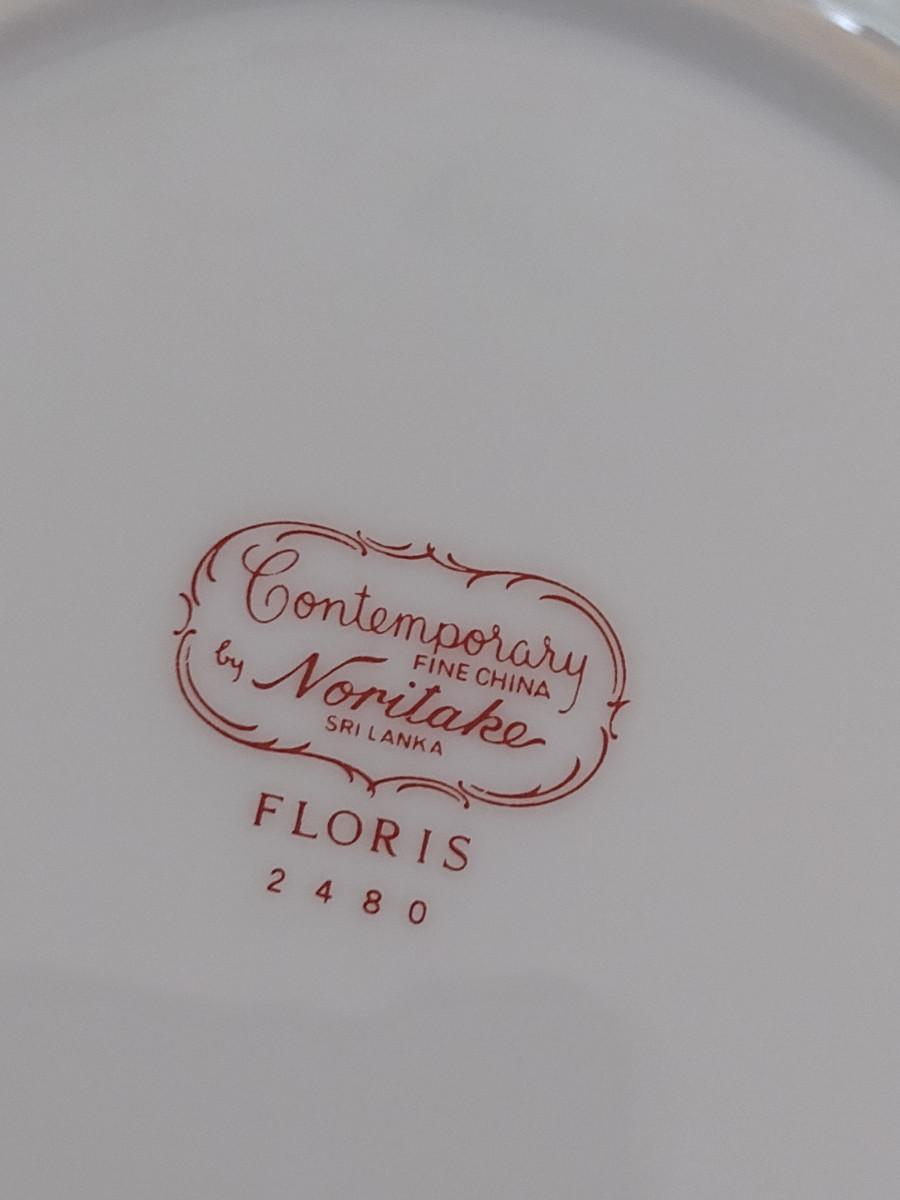 Contemporary
FINE CHINA
by Noritake
SRI LANKA
FLORIS
2480